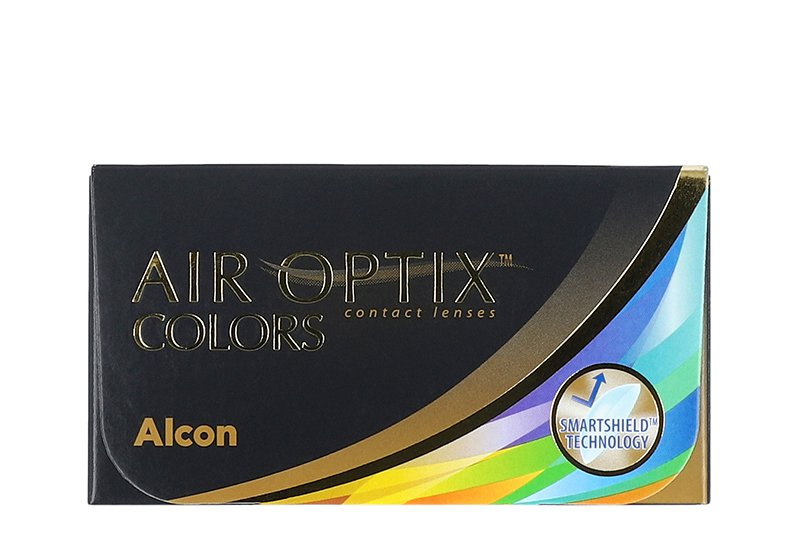 AIR OPTIX™
COLORS
contact lenses
Alcon
SMARTSHIELD™
TECHNOLOGY